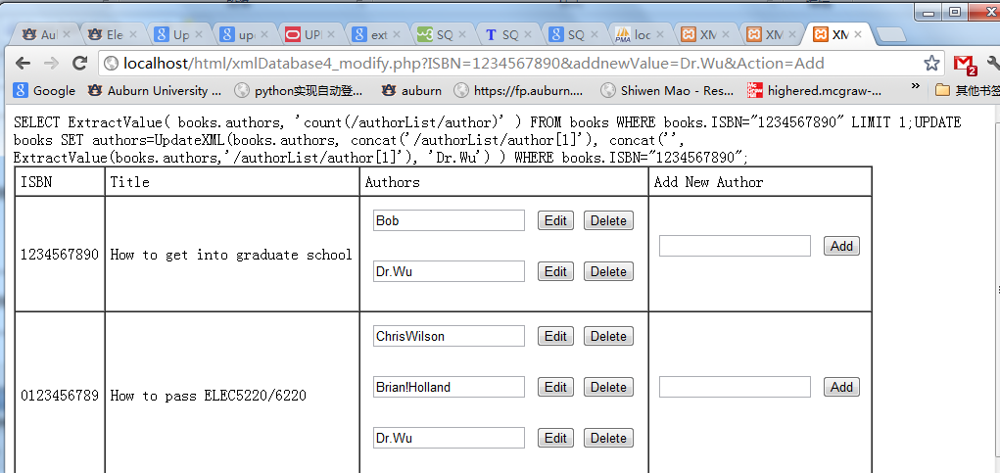 Au
Ele
Up
up
UP
ext
SQ
SQ
SQ
loc
XM
XM
XM
localhost/html/xmlDatabase4_modify.php?ISBN=1234567890&addnewValue=Dr.Wu&Action=Add
2
Google
Auburn University ...
python实现自动登...
auburn
https://fp.auburn....
Shiwen Mao - Res...
highered.mcgraw-...
»
其他书签
SELECT ExtractValue( books.authors, 'count(/authorList/author)' ) FROM books WHERE books.ISBN="1234567890" LIMIT 1;UPDATE
books SET authors=UpdateXML(books.authors, concat('/authorList/author[1]'), concat('',
ExtractValue(books.authors,'/authorList/author[1]'), 'Dr.Wu') ) WHERE books.ISBN="1234567890";
ISBN Title Authors Add New Author
Bob Edit Delete
1234567890 How to get into graduate school Add
Dr.Wu Edit Delete
ChrisWilson Edit Delete
Brian!Holland Edit Delete Add
0123456789 How to pass ELEC5220/6220
Dr.Wu Edit Delete